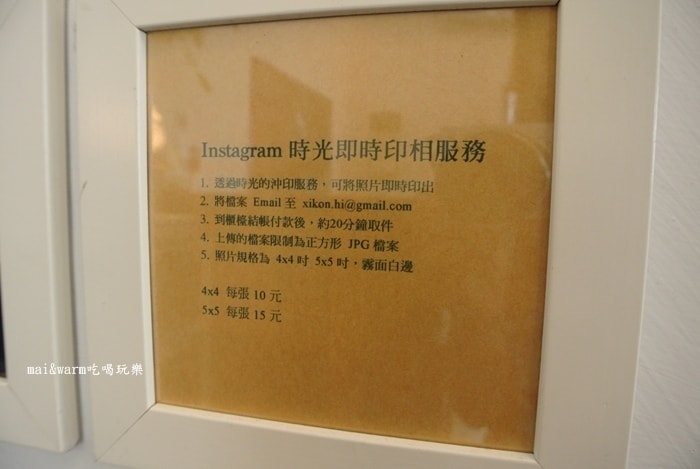 Instagram 時光即時印相服務
1. 透過時光的沖印服務，可將照片即時印出
2. 將檔案 Email 至 xikon.hi@gmail.com
3. 到櫃檯結帳付款後，約20分鐘取件
4. 上傳的檔案限制為正方形 JPG 檔案
5. 照片規格為 4x4 吋 5x5 吋，霧面白邊
4x4 每張 10 元
5x5 每張 15 元
mai&warm吃喝玩樂